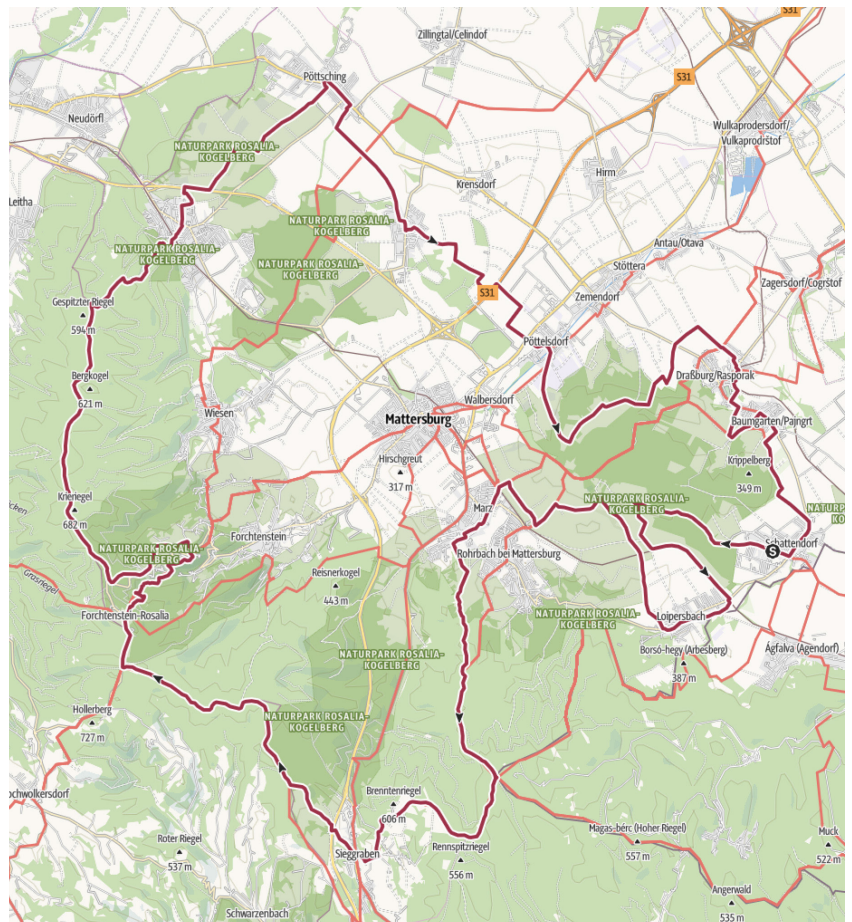 S31
Zillingtal/Celindof
Pöttsching
S31
Neudörfl
Wulkaprodersdorf/
Vulkaprodrštof
NATURPARK ROSALIA-
KOGELBERG
Hirm
Krensdorf
Leitha
NATURPARK ROSALIA-
KOGELBERG
NATURPARK ROSALIA-
KOGELBERG
NATURPARK ROSALIA-
KOGELBERG
Antau/Otava
Stöttera
Zagersdorf/Cogrštof
S31
Zemendorf
Gespitzter Riegel
594 m
Pöttelsdorf
Bergkogel
621 m
Draßburg/Rasporak
Walbersdorf
Wiesen
Mattersburg
Baumgarten/Pajngrt
Hirschgreut
317 m
Krippelberg
349 m
Krieriegel
682 m
NATURPARK ROSALIA-
KOGELBERG
NATURP
KO
Marz
Forchtenstein
Schattendorf
S
NATURPARK ROSALIA-
KOGELBERG
Rohrbach bei Mattersburg
Reisnerkogel
443 m
Grasriegel
Forchtenstein-Rosalia
NATURPARK ROSALIA-
KOGELBERG
Loipersbach
NATURPARK ROSALIA-
KOGELBERG
Borsó-hegy (Arbesberg)
387 m
Ágfalva (Agendorf)
Hollerberg
727 m
NATURPARK ROSALIA-
KOGELBERG
ochwolkersdorf
Brenntenriegel
606 m
Roter Riegel
537 m
Sieggraben
Rennspitzriegel
556 m
Magas-bérc (Hoher Riegel)
557 m
Muck
522 m
Angerwald
535 m
Schwarzenbach